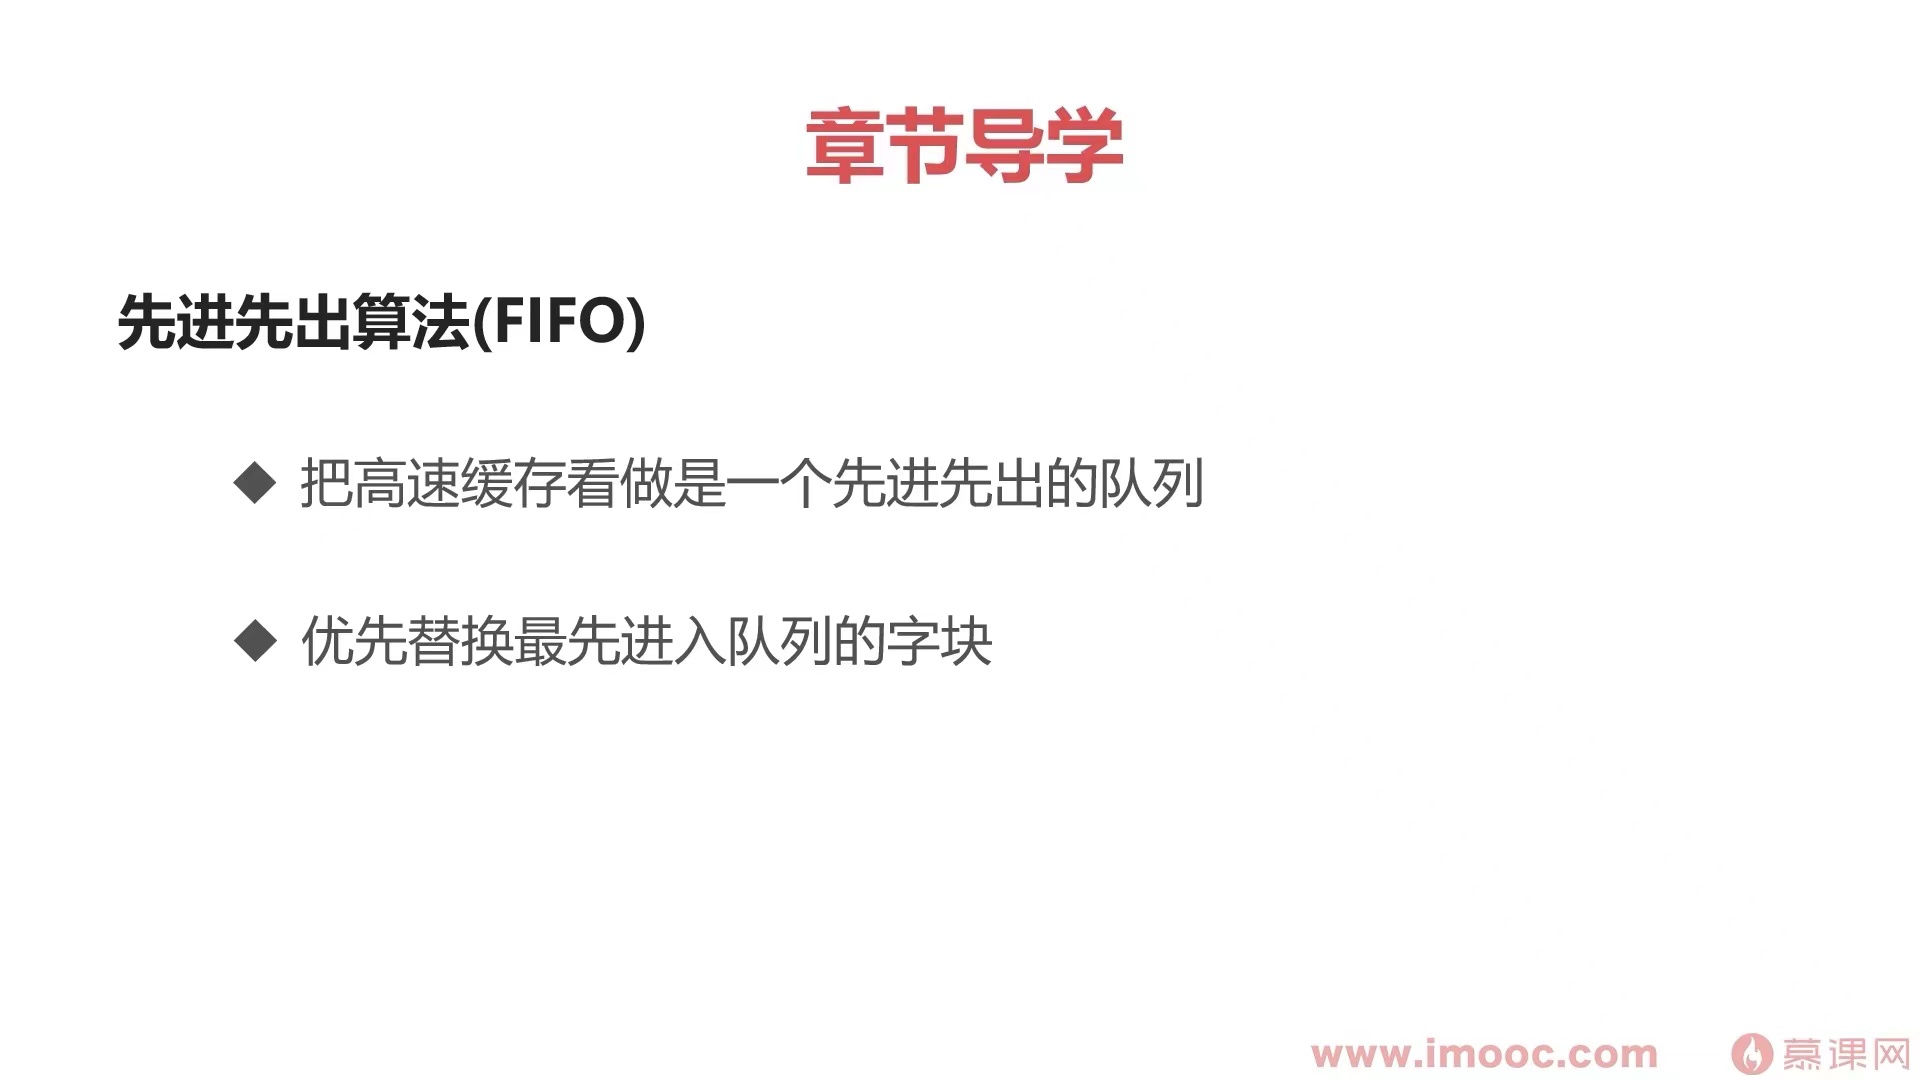 章节导学
先进先出算法(FIFO)
◆ 把高速缓存看做是一个先进先出的队列
◆ 优先替换最先进入队列的字块
www.imooc.com 慕课网